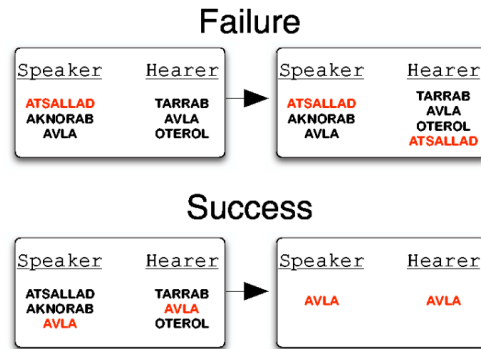 Failure
Speaker Hearer Speaker Hearer
ATSALLAD TARRAB ATSALLAD TARRAB
AKNORAB AVLA AKNORAB AVLA
AVLA OTEROL AVLA OTEROL
ATSALLAD
Success
Speaker Hearer Speaker Hearer
ATSALLAD TARRAB AVLA AVLA
AKNORAB AVLA
AVLA OTEROL